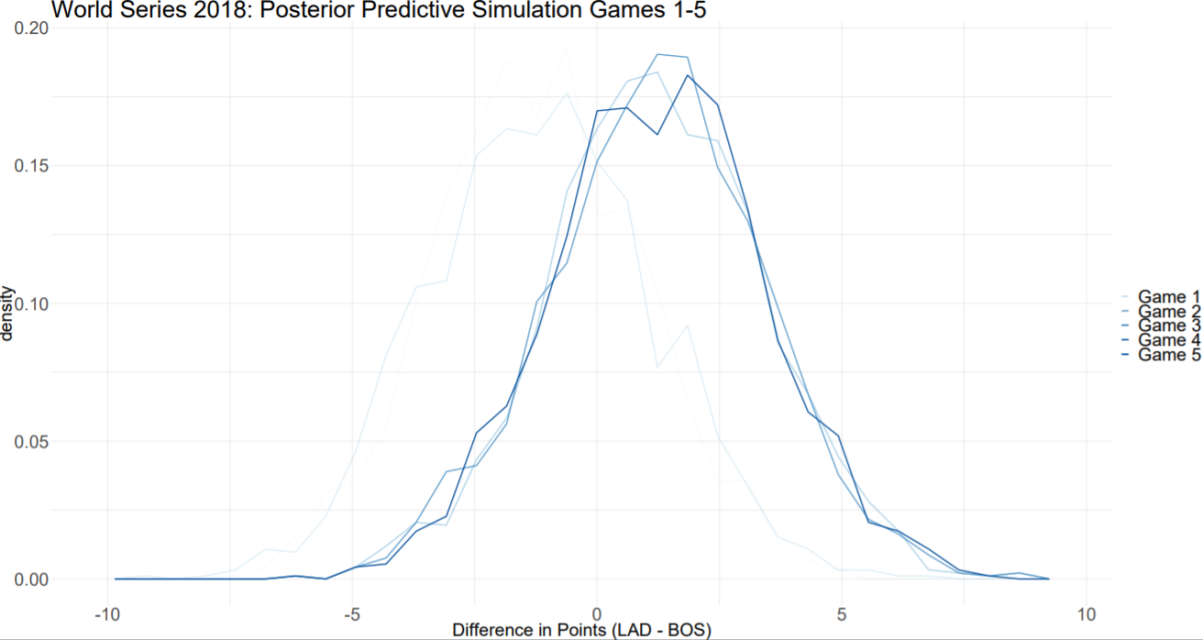 World Series 2018: Posterior Predictive Simulation Games 1-5
0.20
0.15
0.10
0.05
0.00
density
-10
-5
0
5
10
Difference in Points (LAD - BOS)
Game 1
Game 2
Game 3
Game 4
Game 5